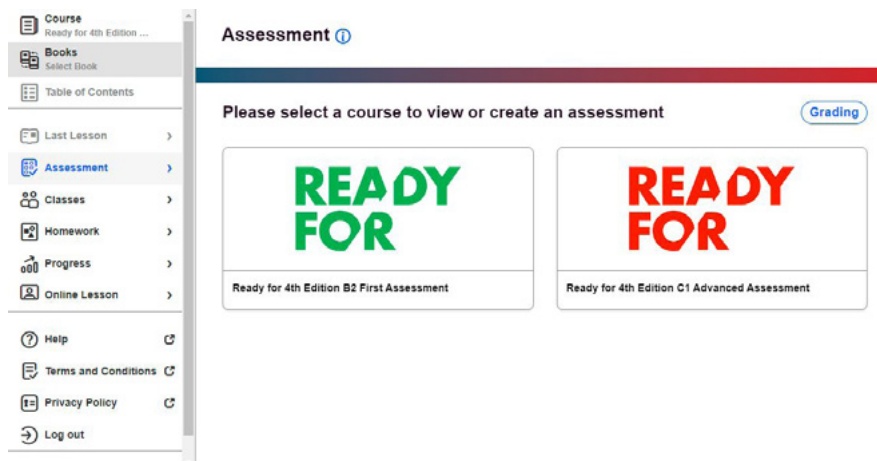 Course
Ready for 4th Edition ...
Books
Select Book
Table of Contents
Last Lesson
Assessment
Classes
Homework
Progress
Online Lesson
Help
Terms and Conditions
Privacy Policy
Log out
Assessment
Please select a course to view or create an assessment
Grading
READY
FOR
Ready for 4th Edition B2 First Assessment
READY
FOR
Ready for 4th Edition C1 Advanced Assessment